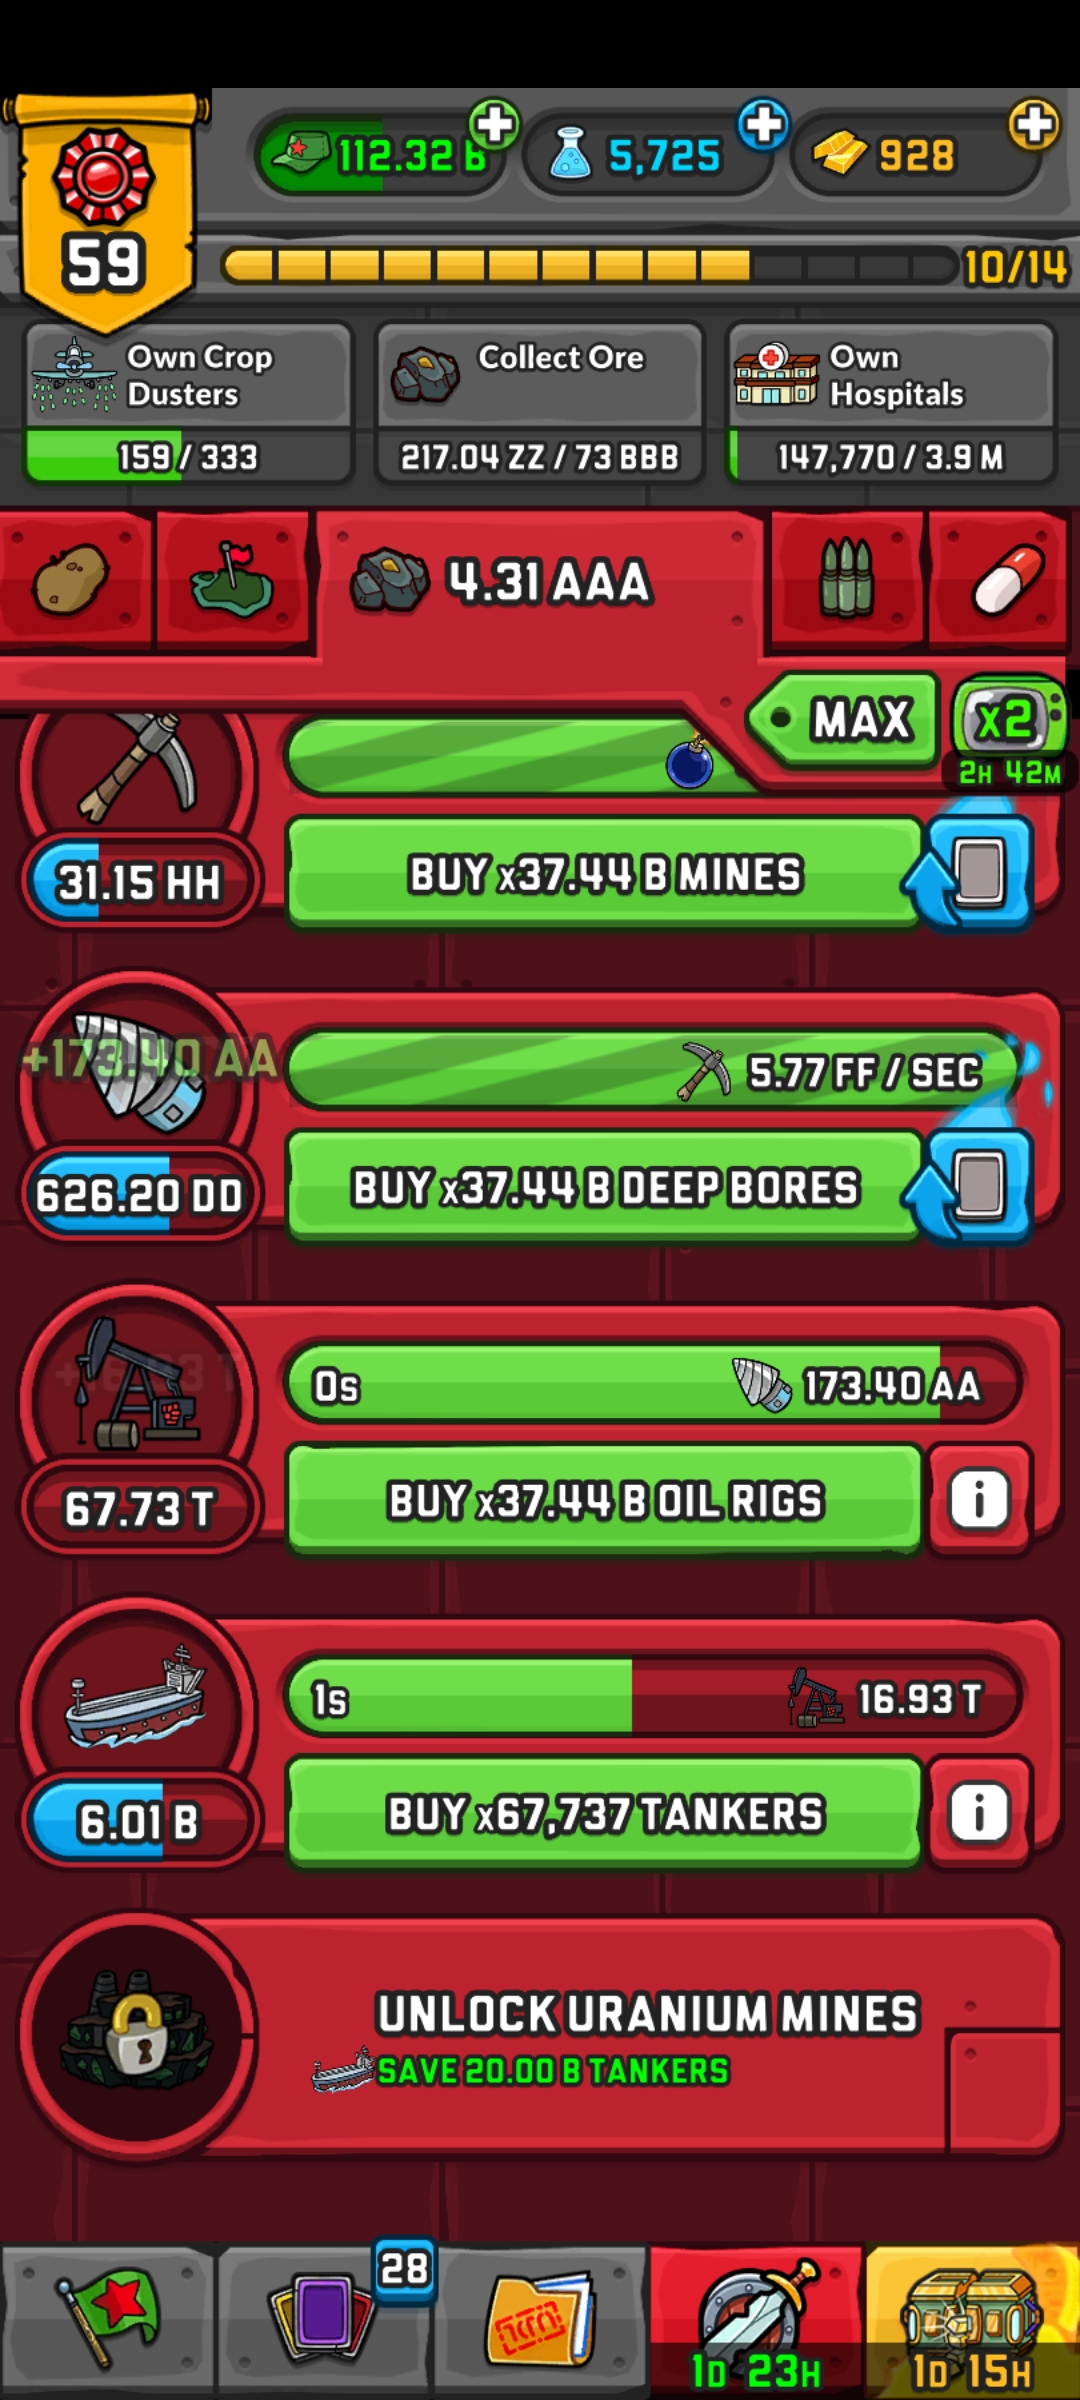 59
112.32 B
5,725
928
10/14
Own Crop
Dusters
159 / 333
Collect Ore
217.04 ZZ / 73 BBB
Own
Hospitals
147,770 / 3.9 M
4.31 AAA
MAX
x2
2H 42M
31.15 HH
BUY x37.44 B MINES
+173.40 AA
5.77 FF / SEC
626.20 DD
BUY x37.44 B DEEP BORES
0s
173.40 AA
67.73 T
BUY x37.44 B OIL RIGS
i
1s
16.93 T
6.01 B
BUY x67,737 TANKERS
i
UNLOCK URANIUM MINES
SAVE 20.00 B TANKERS
28
1D 23H
1D 15H